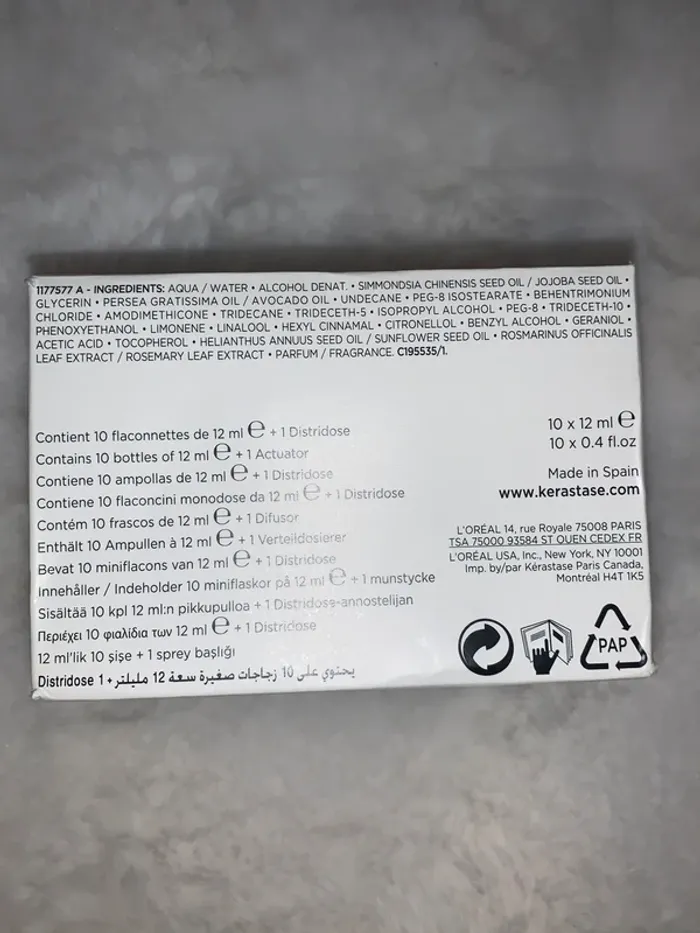 1177577 A - INGREDIENTS: AQUA / WATER • ALCOHOL DENAT. • SIMMONDSIA CHINENSIS SEED OIL / JOJOBA SEED OIL •
GLYCERIN • PERSEA GRATISSIMA OIL / AVOCADO OIL • UNDECANE • PEG-8 ISOSTEARATE • BEHENTRIMONIUM
CHLORIDE • AMODIMETHICONE • TRIDECANE • TRIDECETH-5 • ISOPROPYL ALCOHOL • PEG-8 • TRIDECETH-10 •
PHENOXYETHANOL • LIMONENE • LINALOOL • HEXYL CINNAMAL • CITRONELLOL • BENZYL ALCOHOL • GERANIOL •
ACETIC ACID • TOCOPHEROL • HELIANTHUS ANNUUS SEED OIL / SUNFLOWER SEED OIL • ROSMARINUS OFFICINALIS
LEAF EXTRACT / ROSEMARY LEAF EXTRACT • PARFUM / FRAGRANCE. C195535/1.
Contient 10 flaconnettes de 12 ml ℮ + 1 Distridose
Contains 10 bottles of 12 ml ℮ + 1 Actuator
Contiene 10 ampollas de 12 ml ℮ + 1 Distridose
Contiene 10 flaconcini monodose da 12 ml ℮ + 1 Distridose
Contém 10 frascos de 12 ml ℮ + 1 Difusor
Enthält 10 Ampullen à 12 ml ℮ + 1 Verteildosierer
Bevat 10 miniflacons van 12 ml ℮ + 1 Distridose
Innehåller / Indeholder 10 miniflaskor på 12 ml ℮ + 1 munstycke
Sisältää 10 kpl 12 ml:n pikkupulloa + 1 Distridose-annostelijan
Περιέχει 10 φιαλίδια των 12 ml ℮ + 1 Distridose
12 ml'lik 10 şişe + 1 sprey başlığı
يحتوي على 10 زجاجات صغيرة سعة 12 مليلتر + 1 Distridose
10 x 12 ml ℮
10 x 0.4 fl.oz
Made in Spain
www.kerastase.com
L'ORÉAL 14, rue Royale 75008 PARIS
TSA 75000 93584 ST OUEN CEDEX FR
L'ORÉAL USA, Inc., New York, NY 10001
Imp. by/par Kérastase Paris Canada,
Montréal H4T 1K5
PAP